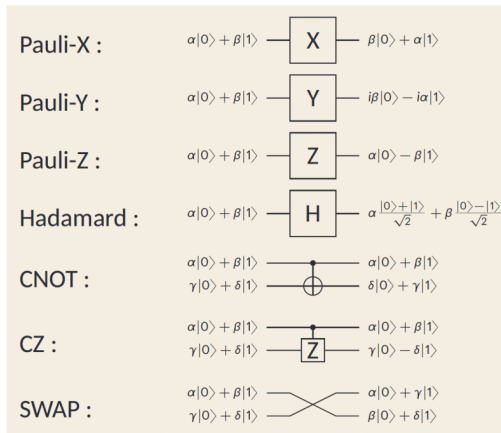 Pauli-X : α|0⟩ + β|1⟩ X β|0⟩ + α|1⟩
Pauli-Y : α|0⟩ + β|1⟩ Y iβ|0⟩ − iα|1⟩
Pauli-Z : α|0⟩ + β|1⟩ Z α|0⟩ − β|1⟩
Hadamard : α|0⟩ + β|1⟩ H α |0⟩+|1⟩/√2 + β |0⟩−|1⟩/√2
α|0⟩ + β|1⟩ α|0⟩ + β|1⟩
CNOT :
γ|0⟩ + δ|1⟩ δ|0⟩ + γ|1⟩
α|0⟩ + β|1⟩ α|0⟩ + β|1⟩
CZ :
γ|0⟩ + δ|1⟩ Z γ|0⟩ − δ|1⟩
α|0⟩ + β|1⟩ α|0⟩ + γ|1⟩
SWAP :
γ|0⟩ + δ|1⟩ β|0⟩ + δ|1⟩